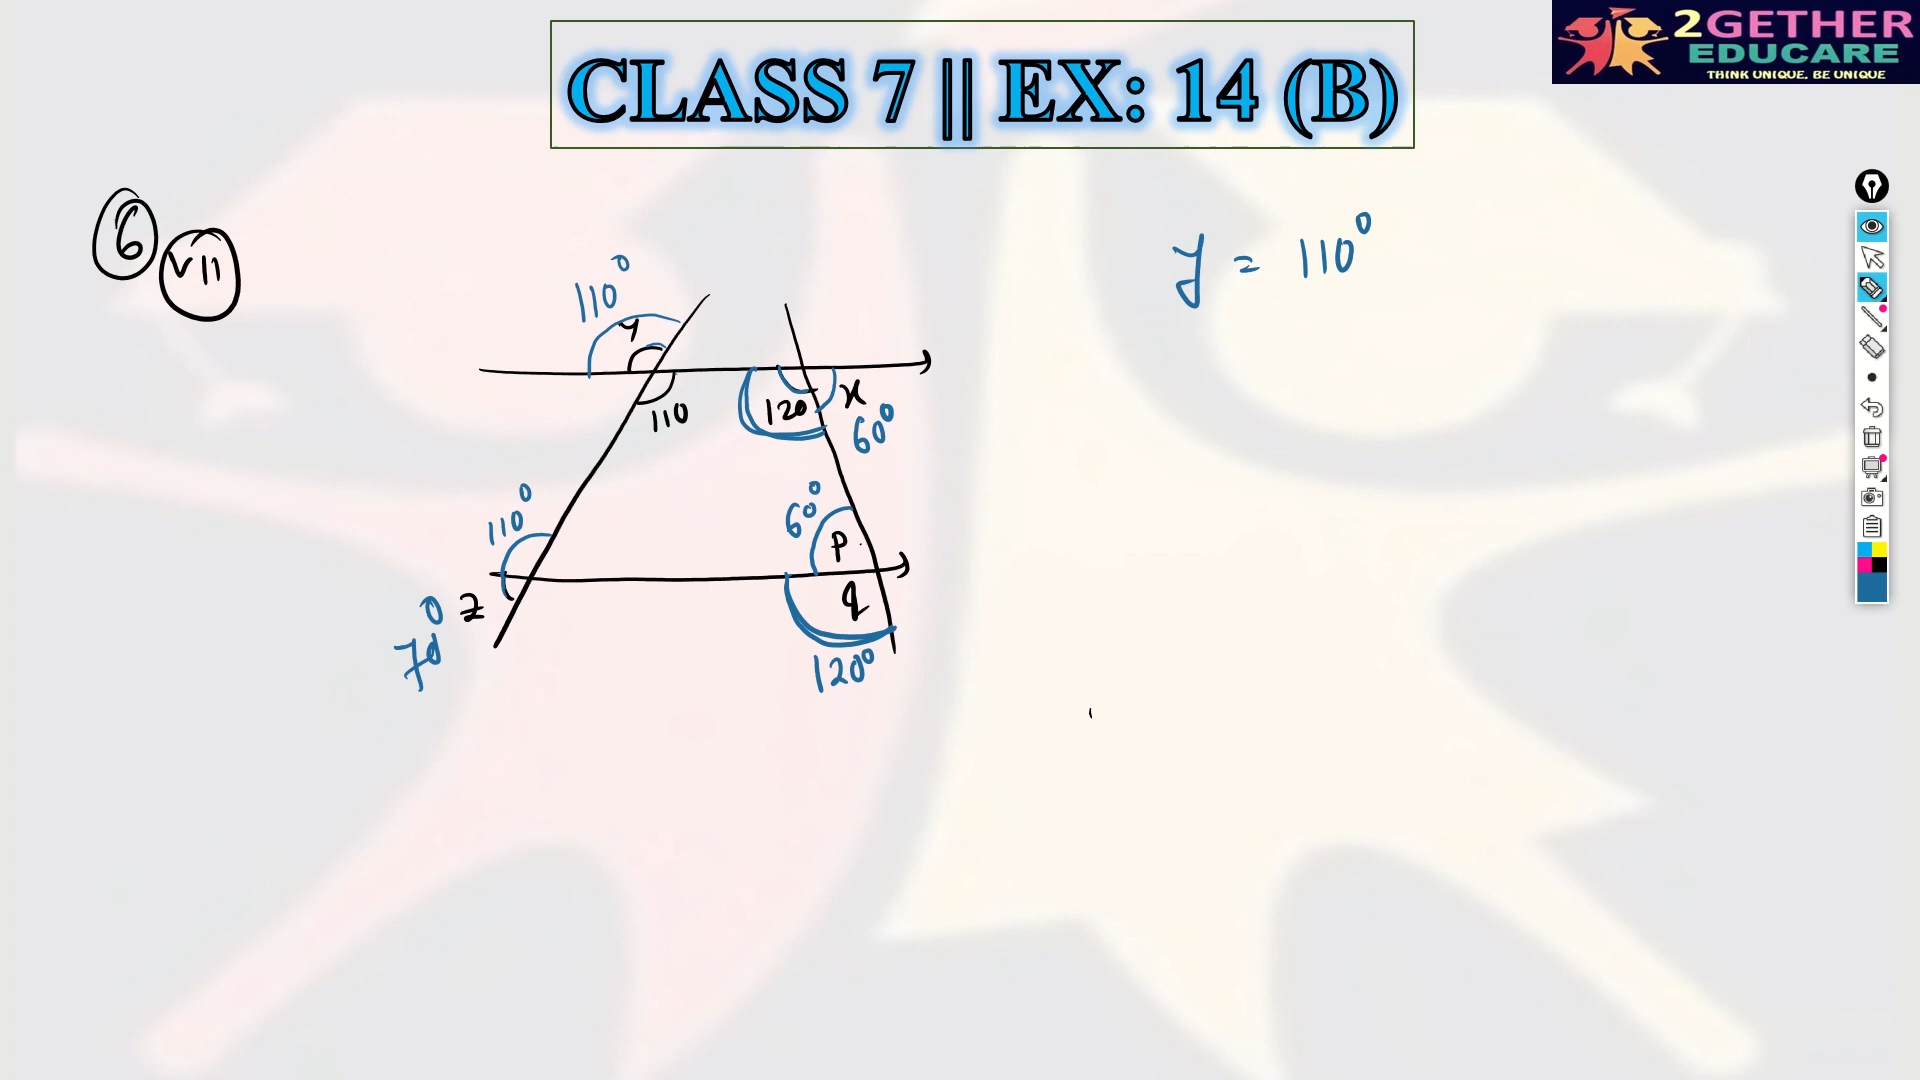 2GETHER
EDUCARE
THINK UNIQUE. BE UNIQUE
CLASS 7 || EX: 14 (B)
6
vii
y = 110°
110°
y
110
120
x
60°
110°
60°
p
z
70°
q
120°